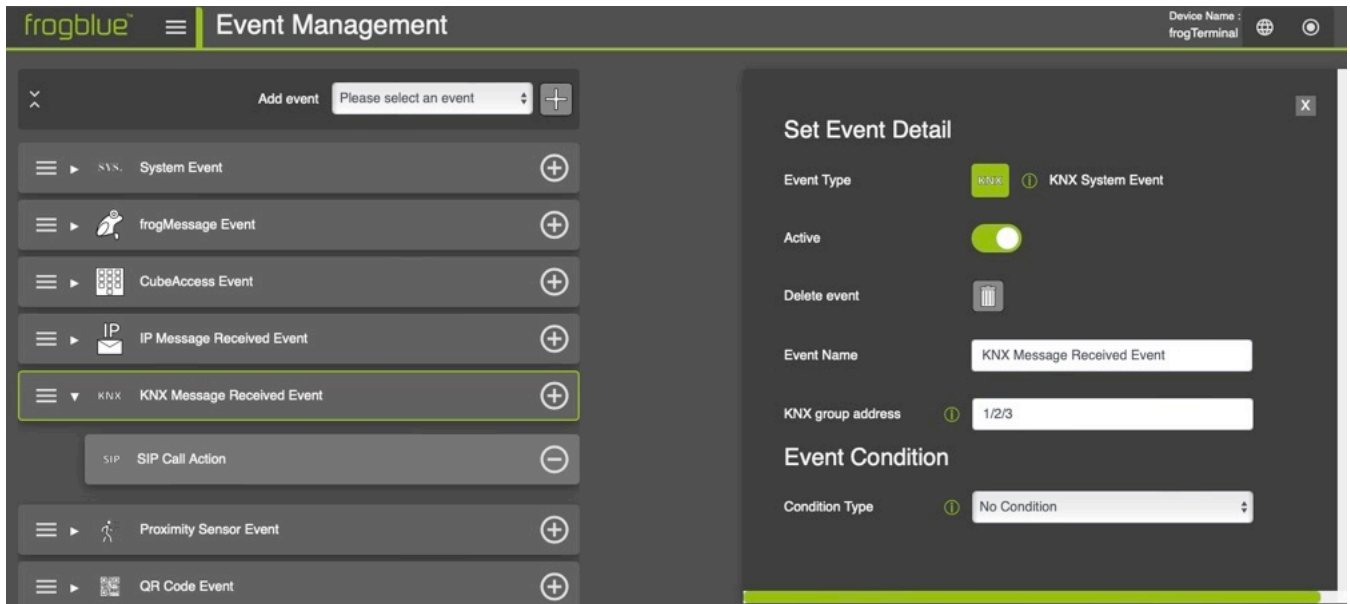 frogblue™
Event Management
Device Name :
frogTerminal
Add event
Please select an event
SYS.
System Event
frogMessage Event
CubeAccess Event
IP
IP Message Received Event
KNX
KNX Message Received Event
SIP
SIP Call Action
Proximity Sensor Event
QR Code Event
X
Set Event Detail
Event Type
KNX
KNX System Event
Active
Delete event
Event Name
KNX Message Received Event
KNX group address
1/2/3
Event Condition
Condition Type
No Condition